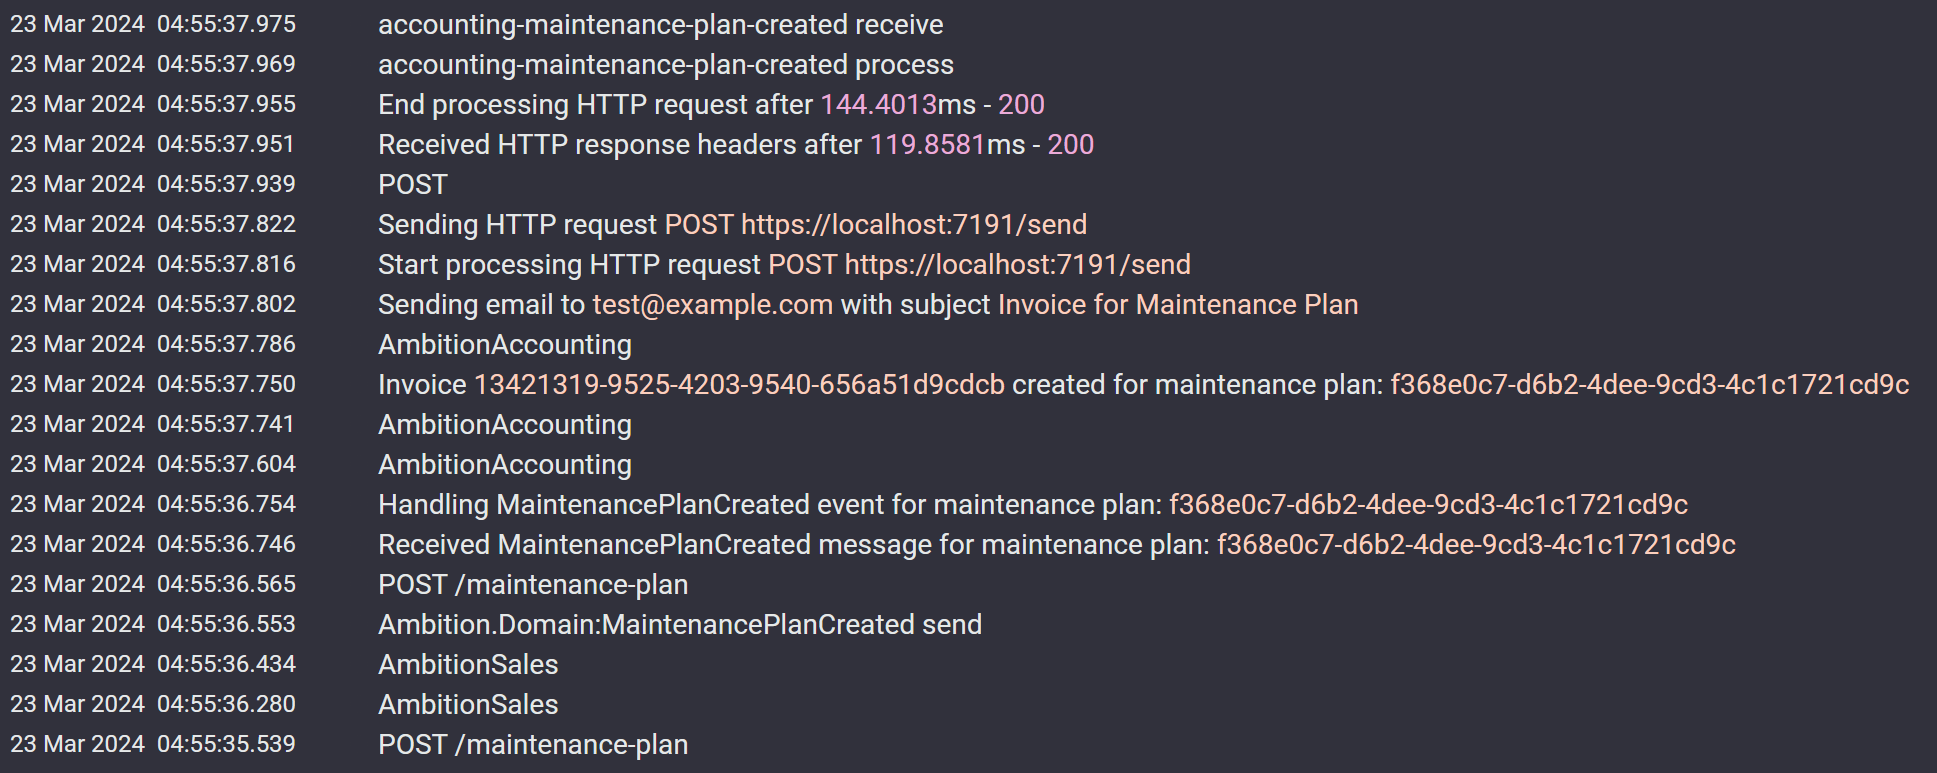 23 Mar 2024 04:55:37.975 accounting-maintenance-plan-created receive
23 Mar 2024 04:55:37.969 accounting-maintenance-plan-created process
23 Mar 2024 04:55:37.955 End processing HTTP request after 144.4013ms - 200
23 Mar 2024 04:55:37.951 Received HTTP response headers after 119.8581ms - 200
23 Mar 2024 04:55:37.939 POST
23 Mar 2024 04:55:37.822 Sending HTTP request POST https://localhost:7191/send
23 Mar 2024 04:55:37.816 Start processing HTTP request POST https://localhost:7191/send
23 Mar 2024 04:55:37.802 Sending email to test@example.com with subject Invoice for Maintenance Plan
23 Mar 2024 04:55:37.786 AmbitionAccounting
23 Mar 2024 04:55:37.750 Invoice 13421319-9525-4203-9540-656a51d9cdcb created for maintenance plan: f368e0c7-d6b2-4dee-9cd3-4c1c1721cd9c
23 Mar 2024 04:55:37.741 AmbitionAccounting
23 Mar 2024 04:55:37.604 AmbitionAccounting
23 Mar 2024 04:55:36.754 Handling MaintenancePlanCreated event for maintenance plan: f368e0c7-d6b2-4dee-9cd3-4c1c1721cd9c
23 Mar 2024 04:55:36.746 Received MaintenancePlanCreated message for maintenance plan: f368e0c7-d6b2-4dee-9cd3-4c1c1721cd9c
23 Mar 2024 04:55:36.565 POST /maintenance-plan
23 Mar 2024 04:55:36.553 Ambition.Domain:MaintenancePlanCreated send
23 Mar 2024 04:55:36.434 AmbitionSales
23 Mar 2024 04:55:36.280 AmbitionSales
23 Mar 2024 04:55:35.539 POST /maintenance-plan